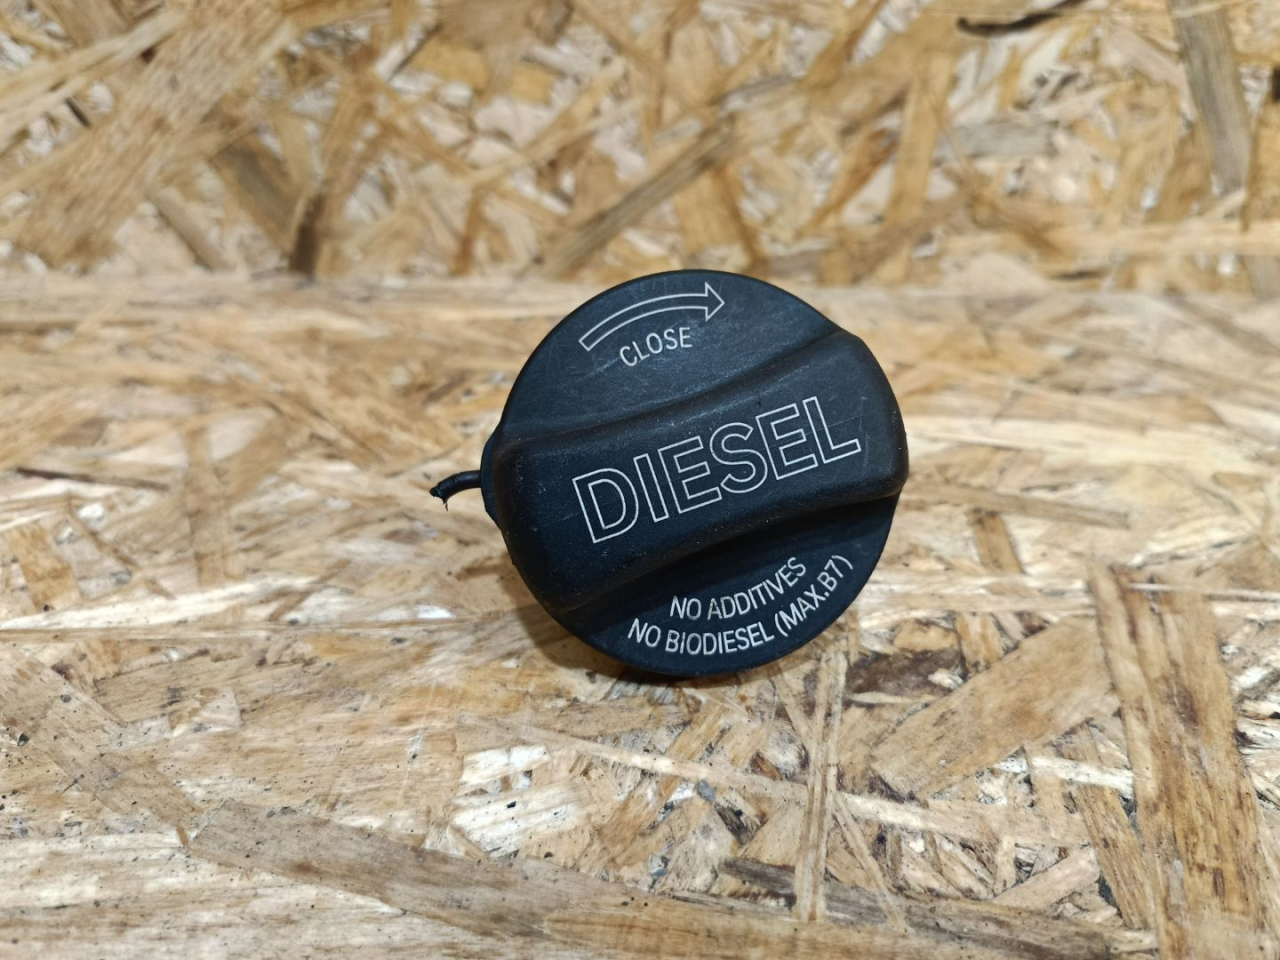 CLOSE
DIESEL
NO ADDITIVES
NO BIODIESEL (MAX.B7)